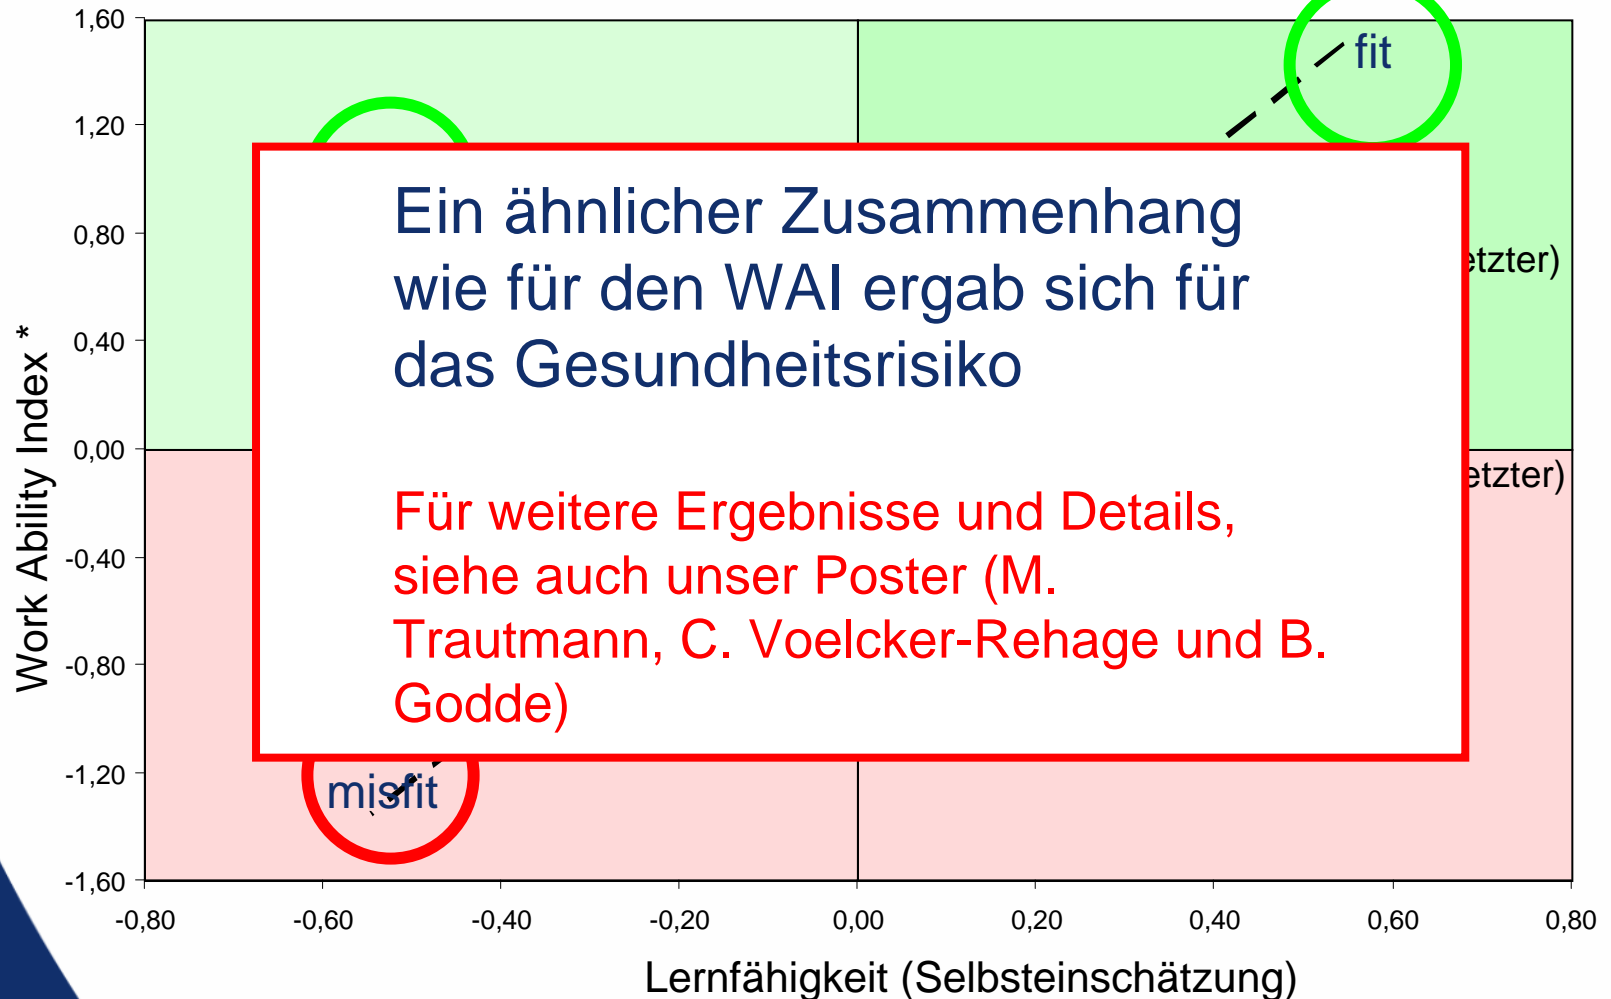 1,60
fit
1,20
Ein ähnlicher Zusammenhang
wie für den WAI ergab sich für
das Gesundheitsrisiko
0,80
etzter)
0,40
Work Ability Index *
0,00
etzter)
Für weitere Ergebnisse und Details,
siehe auch unser Poster (M.
Trautmann, C. Voelcker-Rehage und B.
Godde)
-0,40
-0,80
-1,20
misfit
-1,60
-0,80 -0,60 -0,40 -0,20 0,00 0,20 0,40 0,60 0,80
Lernfähigkeit (Selbsteinschätzung)